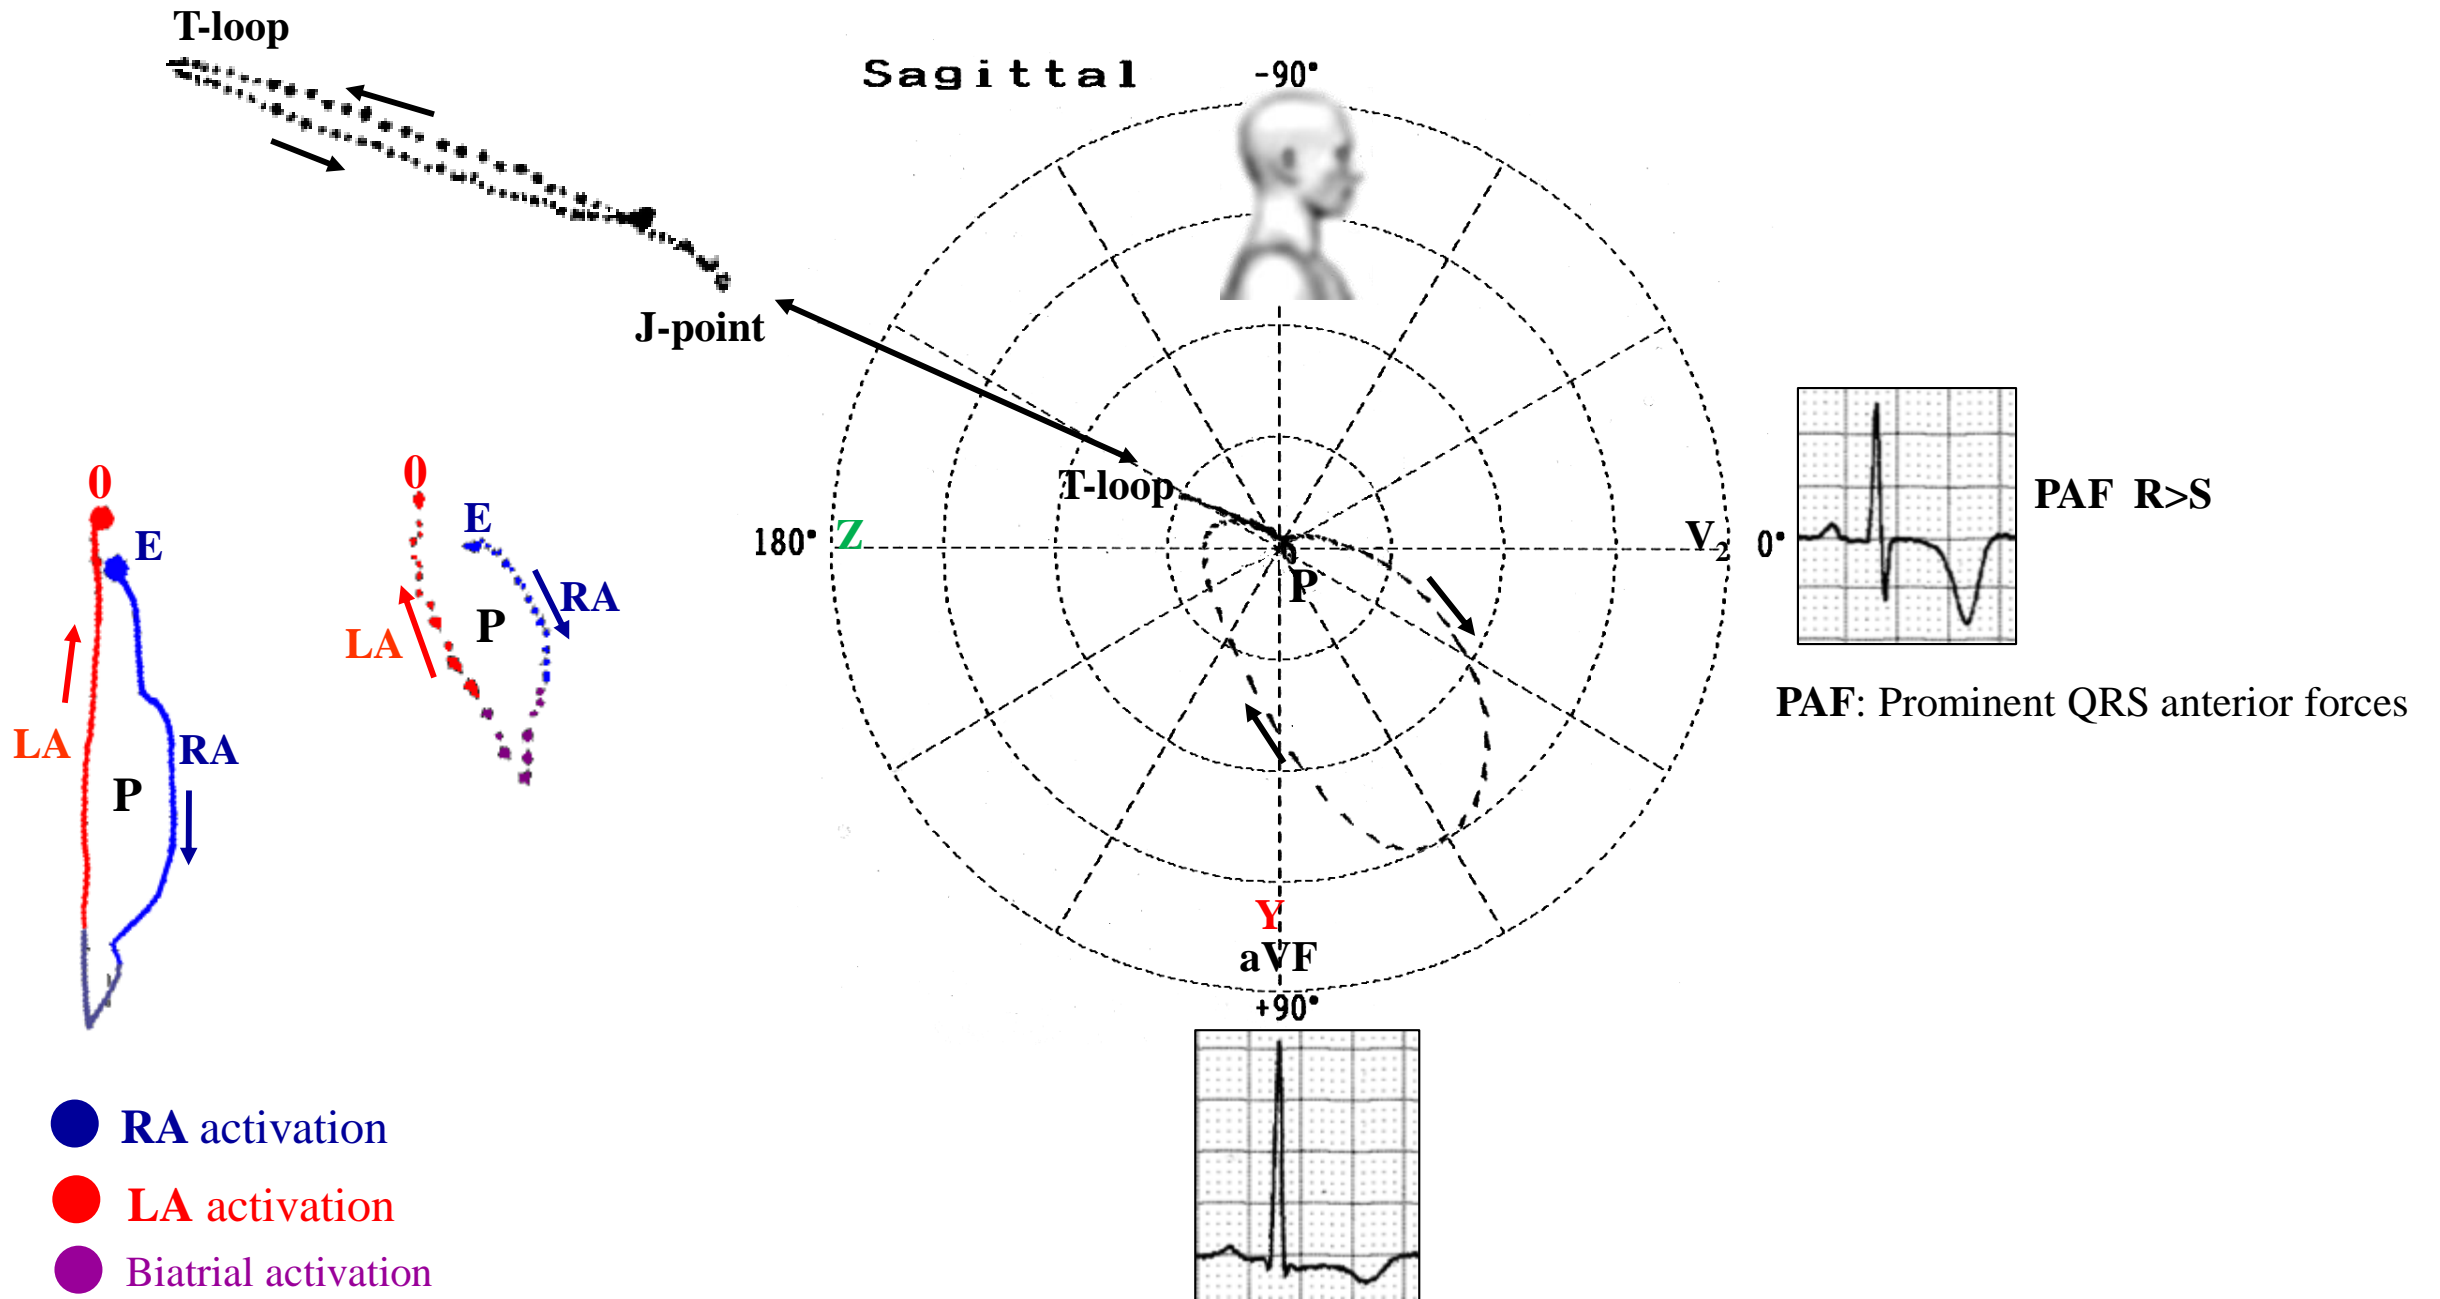 T-loop
Sagittal
-90°
J-point
T-loop
180°
Z
P
V2
0°
PAF R>S
PAF: Prominent QRS anterior forces
0
E
LA
RA
P
0
E
RA
LA
P
Y
aVF
+90°
RA activation
LA activation
Biatrial activation